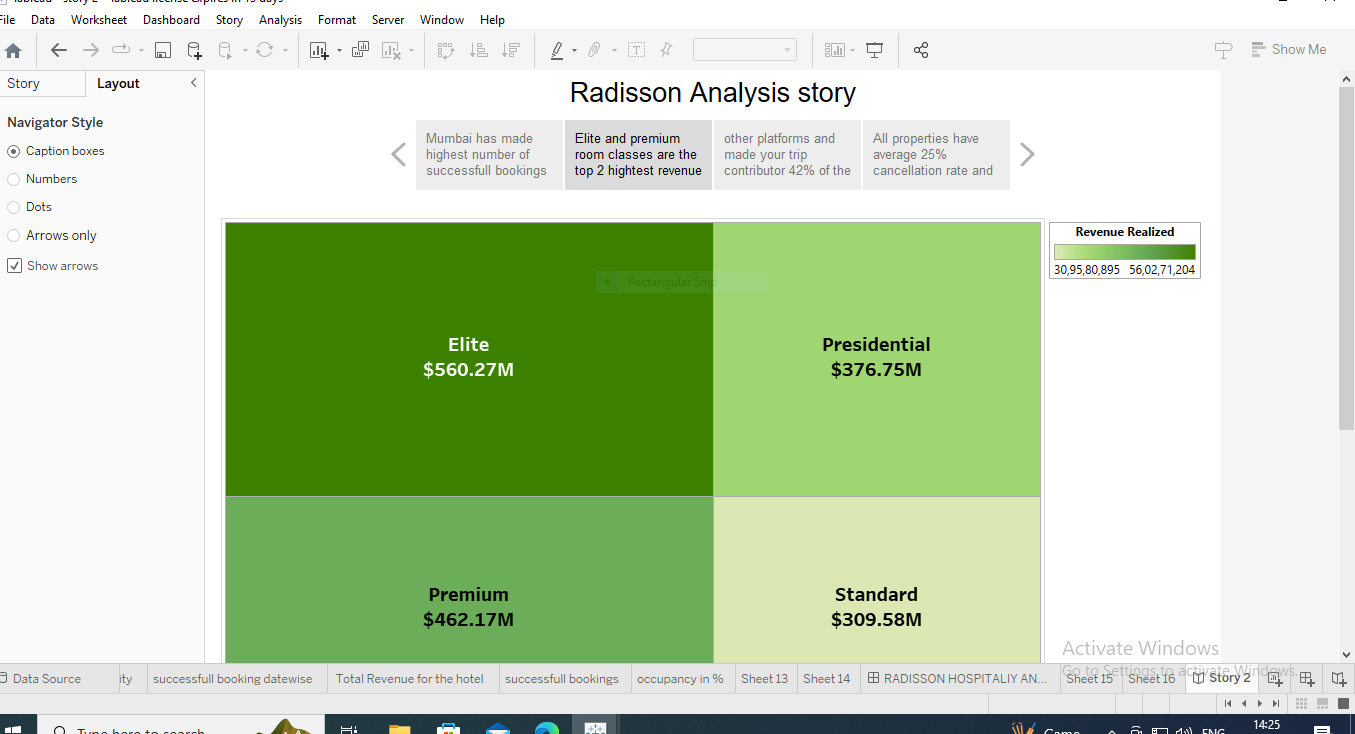 Tableau - story 2 - Tableau license expires in 13 days
File Data Worksheet Dashboard Story Analysis Format Server Window Help
Show Me
Story Layout
Radisson Analysis story
Navigator Style
Caption boxes
Numbers
Dots
Arrows only
Show arrows
Mumbai has made
highest number of
successfull bookings
Elite and premium
room classes are the
top 2 hightest revenue
other platforms and
made your trip
contributor 42% of the
All properties have
average 25%
cancellation rate and
Revenue Realized
30,95,80,895 56,02,71,204
Rectangular Snip
Elite
$560.27M
Presidential
$376.75M
Premium
$462.17M
Standard
$309.58M
Activate Windows
Go to Settings to activate Windows.
Data Source ity successfull booking datewise Total Revenue for the hotel successfull bookings occupancy in % Sheet 13 Sheet 14 RADISSON HOSPITALIY AN... Sheet 15 Sheet 16 Story 2
Type here to search
Game
ENG
14:25